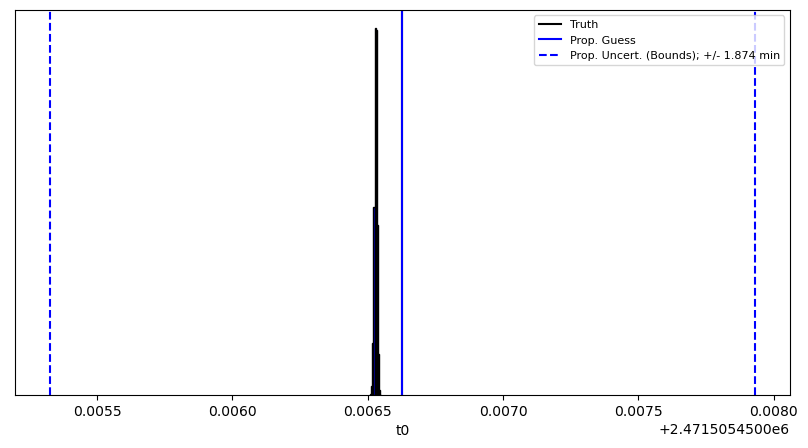 Truth
Prop. Guess
Prop. Uncert. (Bounds); +/- 1.874 min
0.0055 0.0060 0.0065 0.0070 0.0075 0.0080
t0
+2.4715054500e6